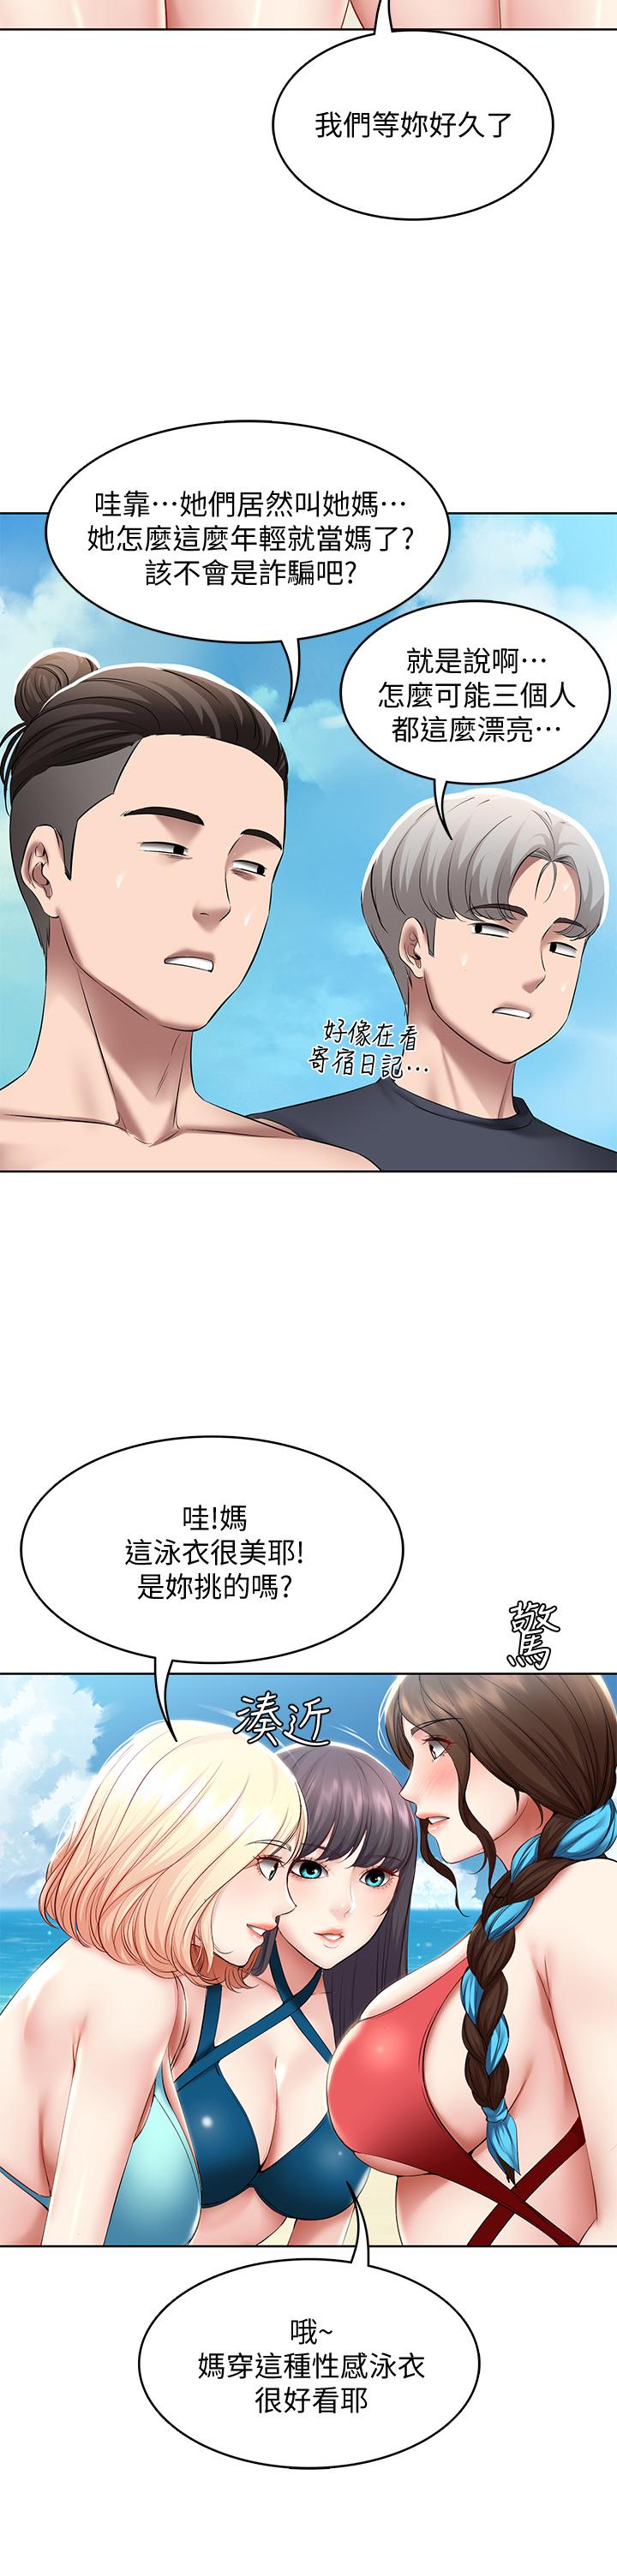 我們等妳好久了
哇靠⋯她們居然叫她媽⋯
她怎麼這麼年輕就當媽了?
該不會是詐騙吧?
就是說啊⋯
怎麼可能三個人
都這麼漂亮⋯
好像在看
寄宿日記⋯
哇!媽
這泳衣很美耶!
是妳挑的嗎?
驚
湊近
哦~
媽穿這種性感泳衣
很好看耶